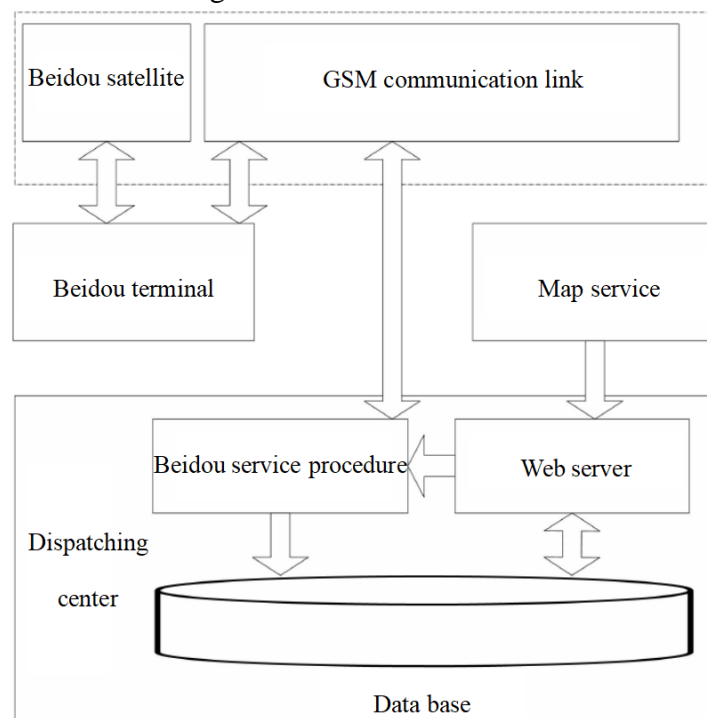 Beidou satellite
GSM communication link
Beidou terminal
Map service
Beidou service procedure
Web server
Dispatching
center
Data base